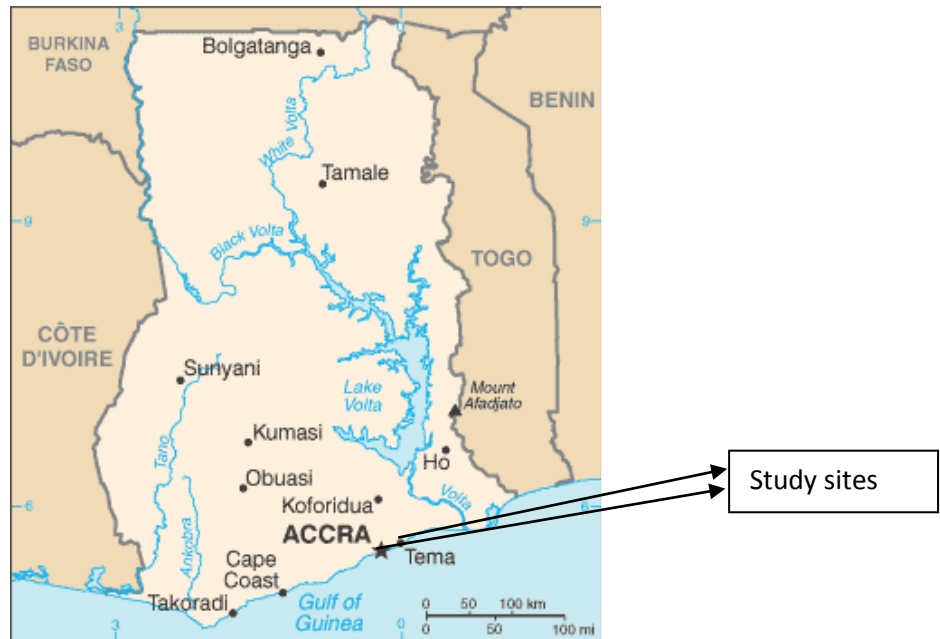 3
0
BURKINA
FASO
Bolgatanga
BENIN
White Volta
Tamale
9
9
Black Volta
TOGO
CÔTE
D'IVOIRE
Sunyani
Lake
Volta
Mount
Afadjato
Kumasi
Tano
Ho
Obuasi
Study sites
Koforidua
Volta
6
6
Ankobra
ACCRA
Tema
Cape
Coast
Takoradi
Gulf of
Guinea
0 50 100 km
0 50 100 mi
3
0